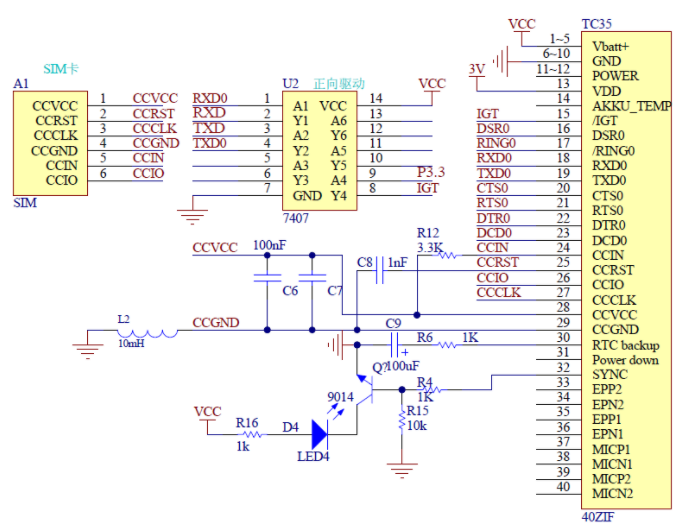 VCC
TC35
SIM卡
A1
CCVCC 1 CCVCC
CCRST 2 CCRST
CCCLK 3 CCCLK
CCGND 4 CCGND
CCIN 5 CCIN
CCIO 6 CCIO
SIM
U2 正向驱动
VCC
RXD0 1 A1 VCC 14
RXD 2 Y1 A6 13
TXD 3 A2 Y6 12
TXD0 4 Y2 A5 11
5 A3 Y5 10
6 Y3 A4 9 P3.3
7 GND Y4 8 IGT
7407
3V
1~5 Vbatt+
6~10 GND
11~12 POWER
13 VDD
14 AKKU_TEMP
IGT 15 /IGT
DSR0 16 DSR0
RING0 17 /RING0
RXD0 18 RXD0
TXD0 19 TXD0
CTS0 20 CTS0
RTS0 21 RTS0
DTR0 22 DTR0
DCD0 23 DCD0
CCIN 24 CCIN
CCRST 25 CCRST
CCIO 26 CCIO
CCCLK 27 CCCLK
28 CCVCC
29 CCGND
30 RTC backup
31 Power down
32 SYNC
33 EPP2
34 EPN2
35 EPP1
36 EPN1
37 MICP1
38 MICN1
39 MICP2
40 MICN2
40ZIF
R12
3.3K
CCVCC
100nF
C6
C7
C8
1nF
L2
10mH
CCGND
C9
100uF
+
R6
1K
Q?
9014
R4
1K
R15
10k
VCC
R16
1k
D4
LED4